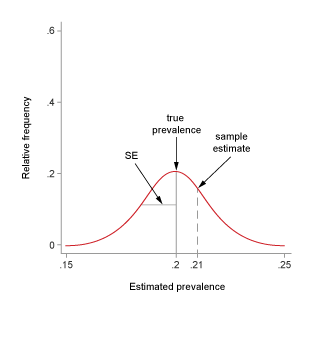 .6
.4
.2
0
Relative frequency
true
prevalence
sample
estimate
SE
.15
.2
.21
.25
Estimated prevalence